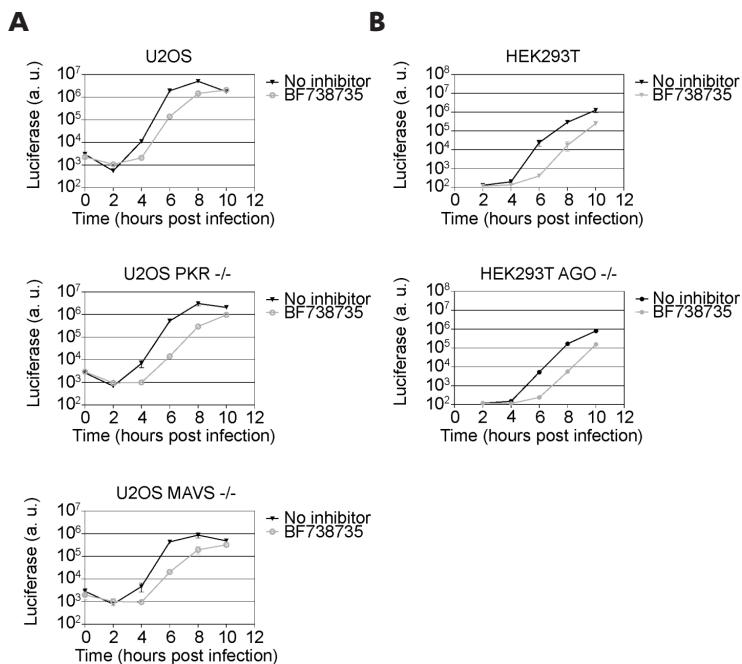 A
U2OS
Luciferase (a. u.)
10⁷
10⁶
10⁵
10⁴
10³
10²
0 2 4 6 8 10 12
Time (hours post infection)
No inhibitor
BF738735
U2OS PKR -/-
Luciferase (a. u.)
10⁷
10⁶
10⁵
10⁴
10³
10²
0 2 4 6 8 10 12
Time (hours post infection)
No inhibitor
BF738735
U2OS MAVS -/-
Luciferase (a. u.)
10⁷
10⁶
10⁵
10⁴
10³
10²
0 2 4 6 8 10 12
Time (hours post infection)
No inhibitor
BF738735
B
HEK293T
Luciferase (a. u.)
10⁸
10⁷
10⁶
10⁵
10⁴
10³
10²
0 2 4 6 8 10 12
Time (hours post infection)
No inhibitor
BF738735
HEK293T AGO -/-
Luciferase (a. u.)
10⁸
10⁷
10⁶
10⁵
10⁴
10³
10²
0 2 4 6 8 10 12
Time (hours post infection)
No inhibitor
BF738735